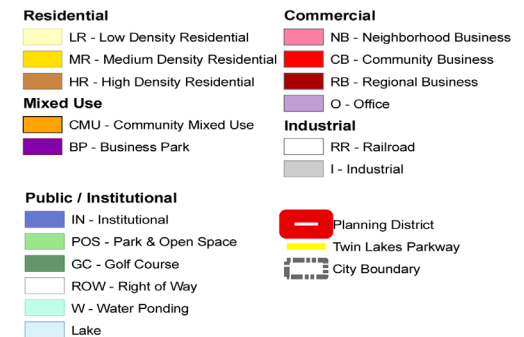 Residential
LR - Low Density Residential
MR - Medium Density Residential
HR - High Density Residential
Mixed Use
CMU - Community Mixed Use
BP - Business Park
Commercial
NB - Neighborhood Business
CB - Community Business
RB - Regional Business
O - Office
Industrial
RR - Railroad
I - Industrial
Public / Institutional
IN - Institutional
POS - Park & Open Space
GC - Golf Course
ROW - Right of Way
W - Water Ponding
Lake
Planning District
Twin Lakes Parkway
City Boundary